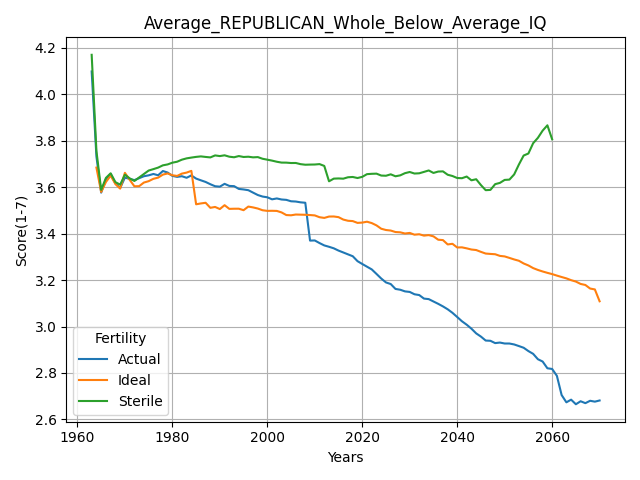 Average_REPUBLICAN_Whole_Below_Average_IQ
4.2
4.0
3.8
3.6
3.4
3.2
3.0
2.8
2.6
Score(1-7)
Fertility
Actual
Ideal
Sterile
1960 1980 2000 2020 2040 2060
Years